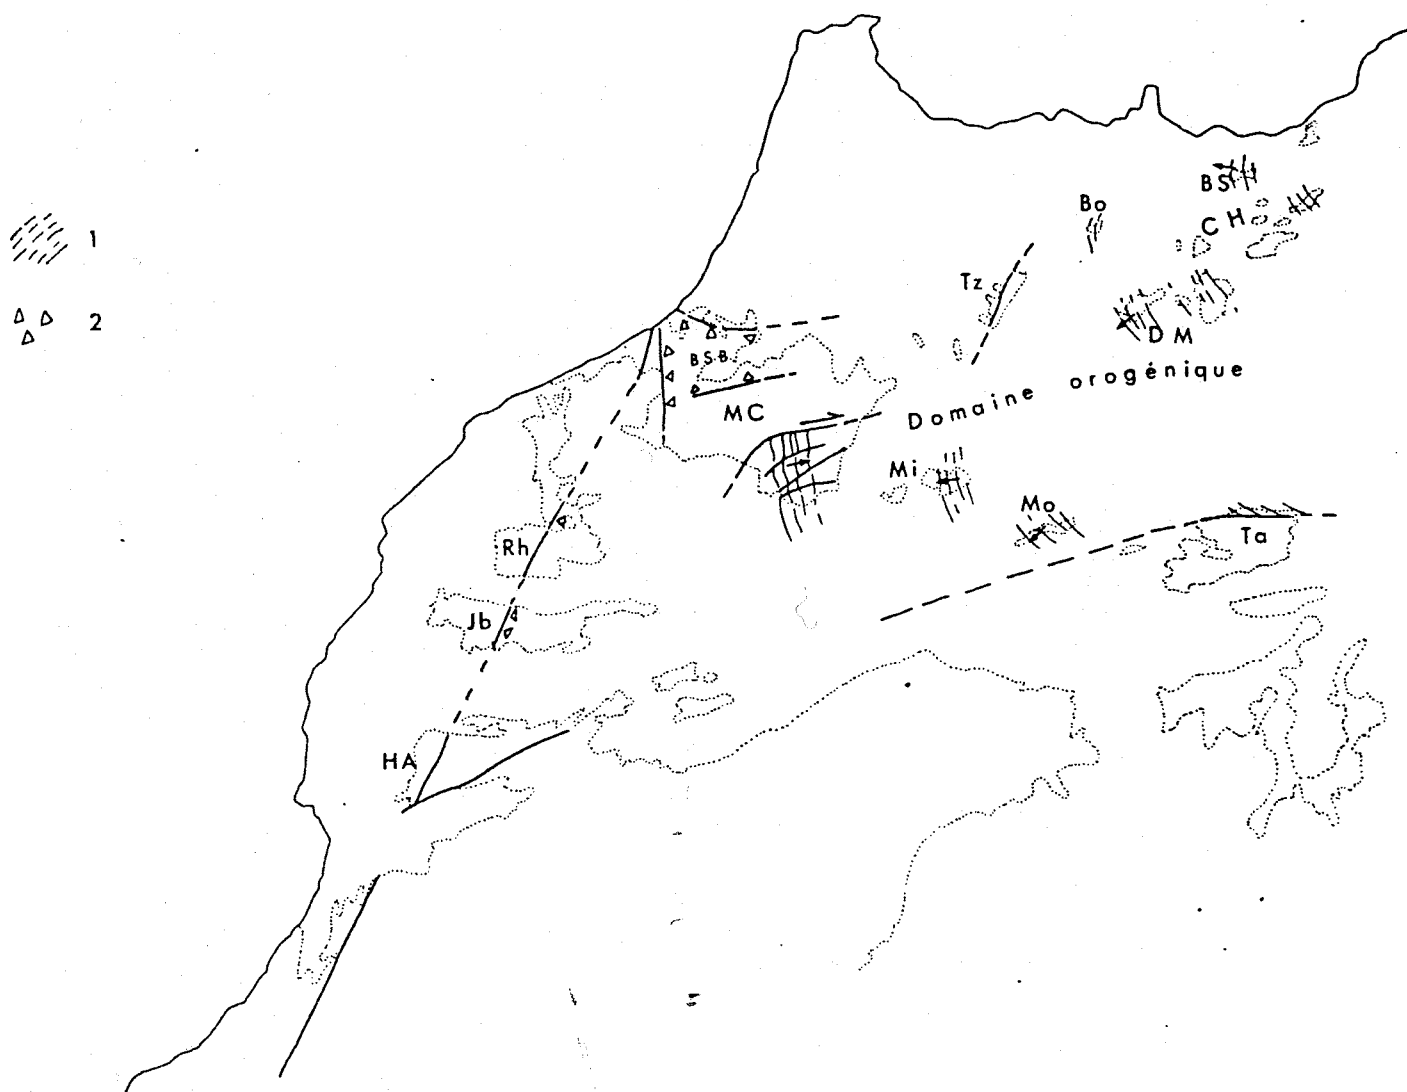 1
2
BS
Bo
CH
Tz
DM
BSB
MC
Domaine orogénique
Mi
Mo
Ta
Rh
Jb
HA